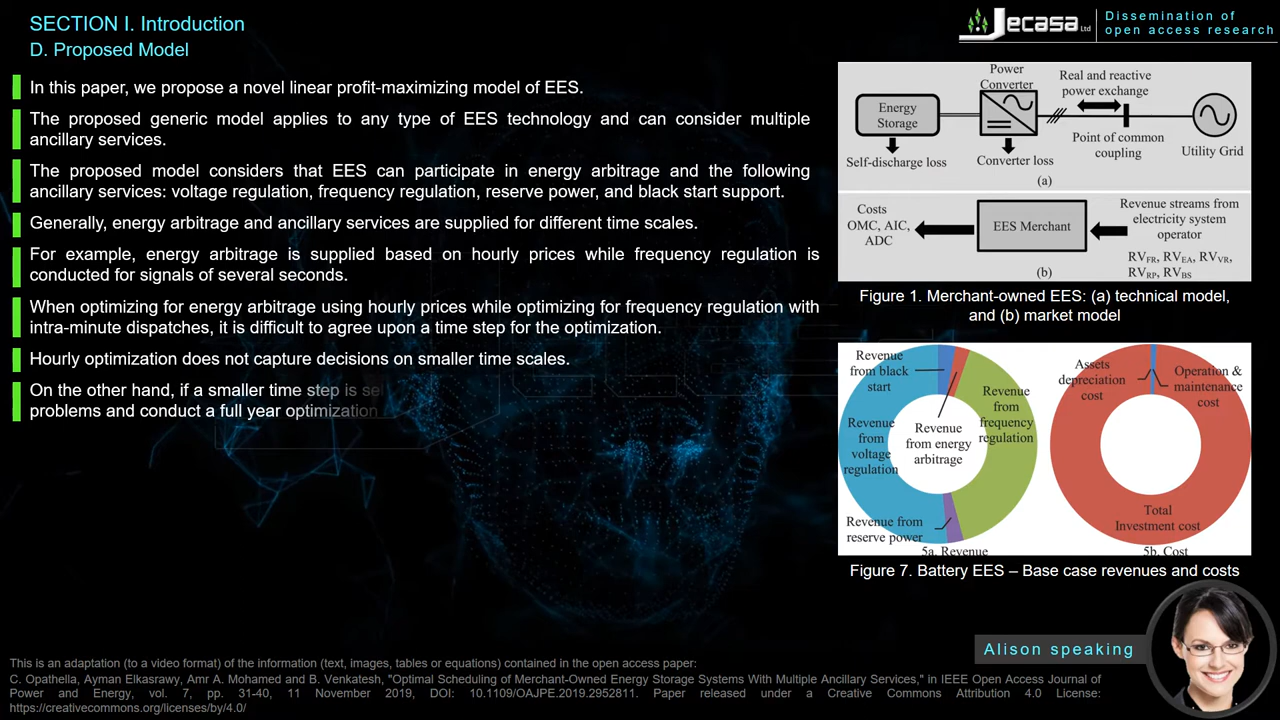 SECTION I. Introduction
D. Proposed Model
In this paper, we propose a novel linear profit-maximizing model of EES.
The proposed generic model applies to any type of EES technology and can consider multiple
ancillary services.
The proposed model considers that EES can participate in energy arbitrage and the following
ancillary services: voltage regulation, frequency regulation, reserve power, and black start support.
Generally, energy arbitrage and ancillary services are supplied for different time scales.
For example, energy arbitrage is supplied based on hourly prices while frequency regulation is
conducted for signals of several seconds.
When optimizing for energy arbitrage using hourly prices while optimizing for frequency regulation with
intra-minute dispatches, it is difficult to agree upon a time step for the optimization.
Hourly optimization does not capture decisions on smaller time scales.
On the other hand, if a smaller time step is
problems and conduct a full year optimization
Jecasa Ltd
Dissemination of
open access research
Power
Converter
Real and reactive
power exchange
Energy
Storage
Point of common
coupling
Utility Grid
Self-discharge loss
Converter loss
(a)
Costs
OMC, AIC,
ADC
EES Merchant
Revenue streams from
electricity system
operator
RVFR, RVEA, RVVR,
RVRP, RVBS
(b)
Figure 1. Merchant-owned EES: (a) technical model,
and (b) market model
Revenue
from black
start
Revenue
from
frequency
regulation
Revenue
from energy
arbitrage
Revenue
from
voltage
regulation
Revenue from
reserve power
5a. Revenue
Assets
depreciation
cost
Operation &
maintenance
cost
Total
Investment cost
5b. Cost
Figure 7. Battery EES – Base case revenues and costs
Alison speaking
This is an adaptation (to a video format) of the information (text, images, tables or equations) contained in the open access paper:
C. Opathella, Ayman Elkasrawy, Amr A. Mohamed and B. Venkatesh, "Optimal Scheduling of Merchant-Owned Energy Storage Systems With Multiple Ancillary Services," in IEEE Open Access Journal of
Power and Energy, vol. 7, pp. 31-40, 11 November 2019, DOI: 10.1109/OAJPE.2019.2952811. Paper released under a Creative Commons Attribution 4.0 License:
https://creativecommons.org/licenses/by/4.0/